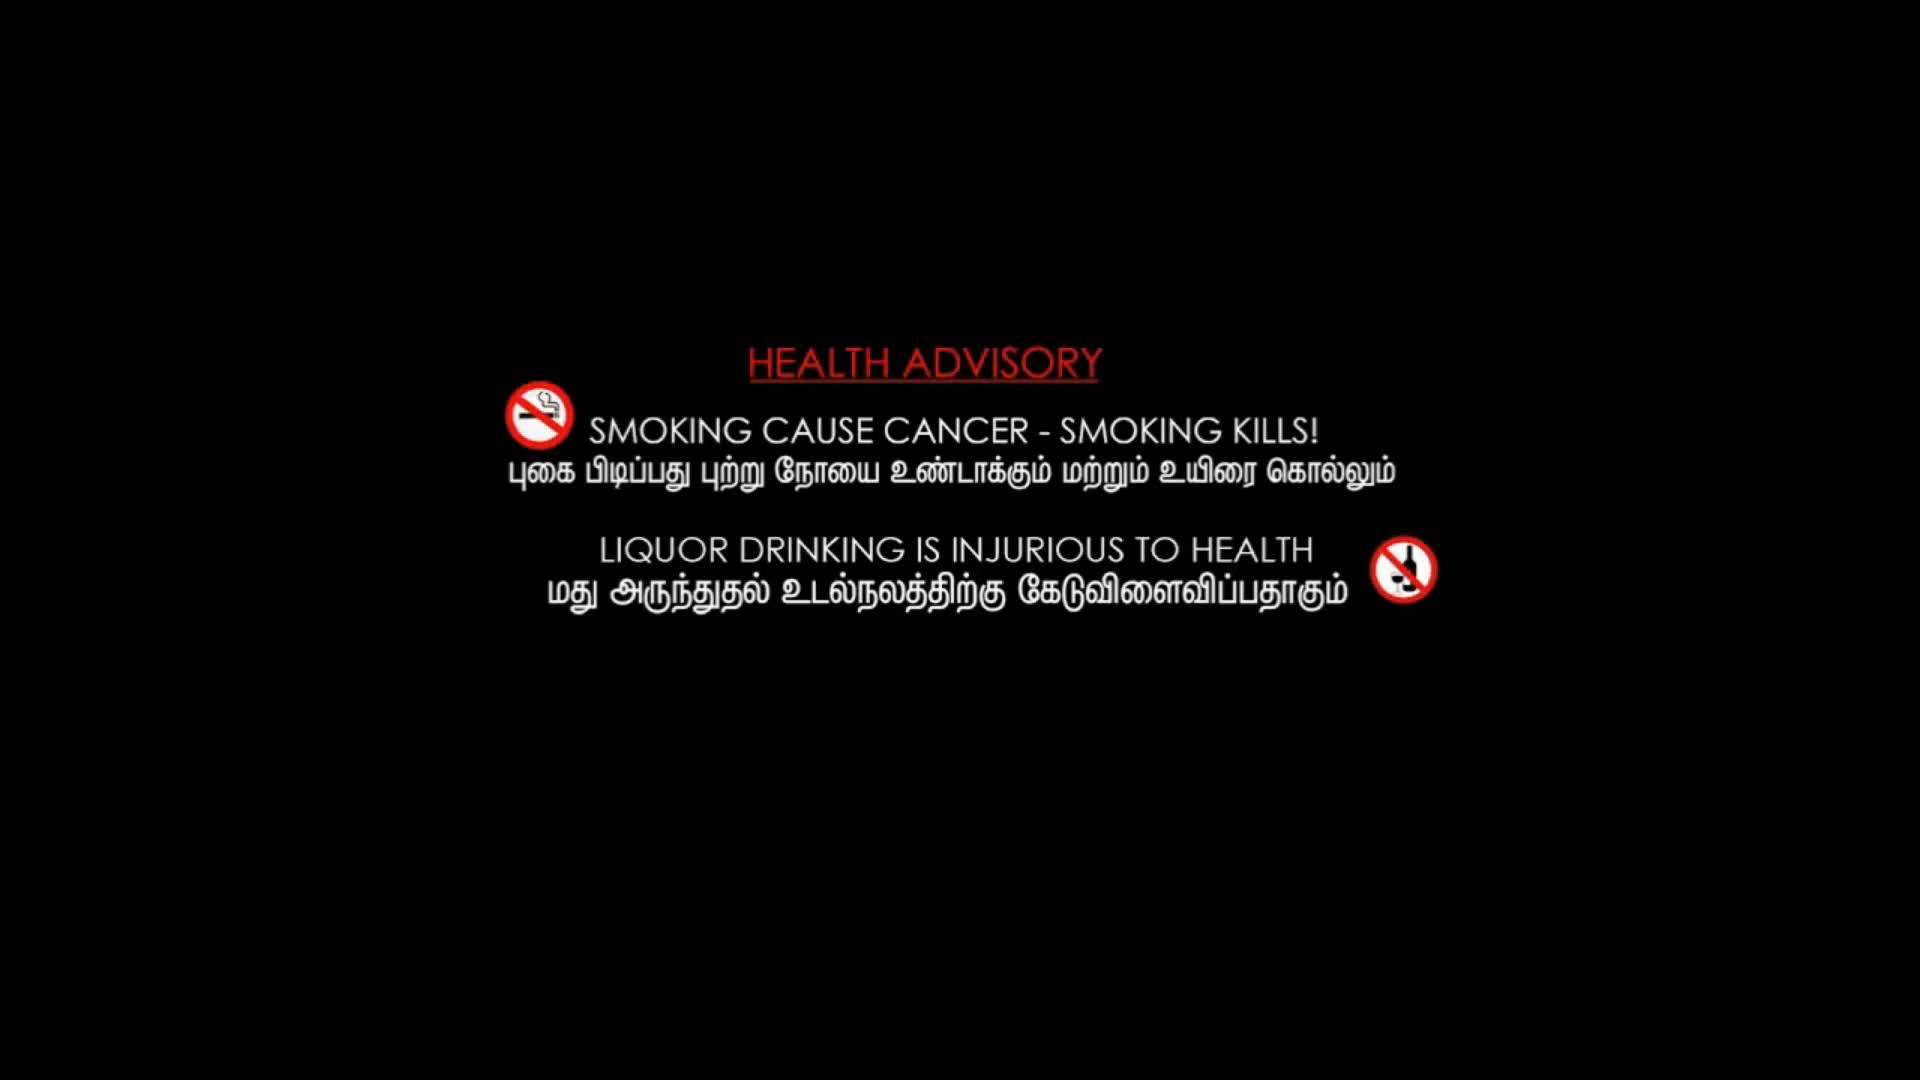 HEALTH ADVISORY
SMOKING CAUSE CANCER - SMOKING KILLS!
புகை பிடிப்பது புற்று நோயை உண்டாக்கும் மற்றும் உயிரை கொல்லும்
LIQUOR DRINKING IS INJURIOUS TO HEALTH
மது அருந்துதல் உடல்நலத்திற்கு கேடுவிளைவிப்பதாகும்